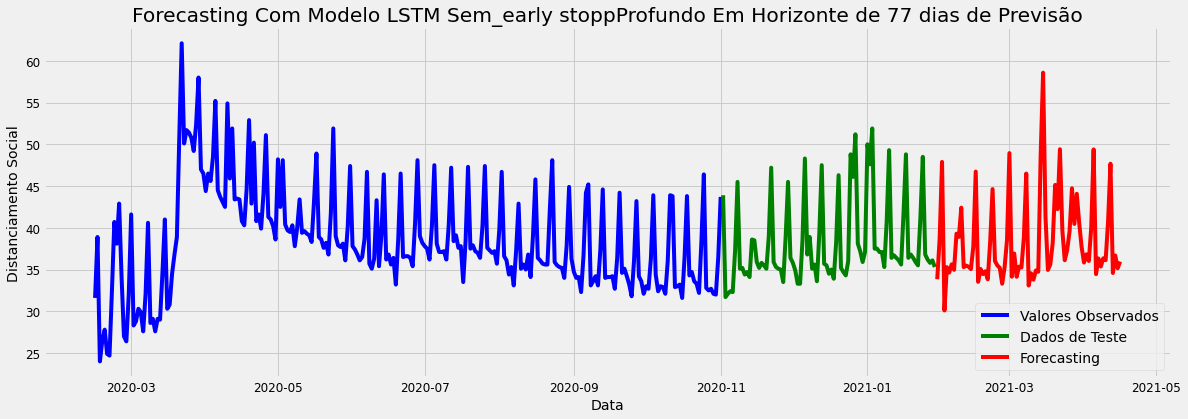 Forecasting Com Modelo LSTM Sem_early stoppProfundo Em Horizonte de 77 dias de Previsão
Distanciamento Social
60
55
50
45
40
35
30
25
Valores Observados
Dados de Teste
Forecasting
2020-03 2020-05 2020-07 2020-09 2020-11 2021-01 2021-03 2021-05
Data